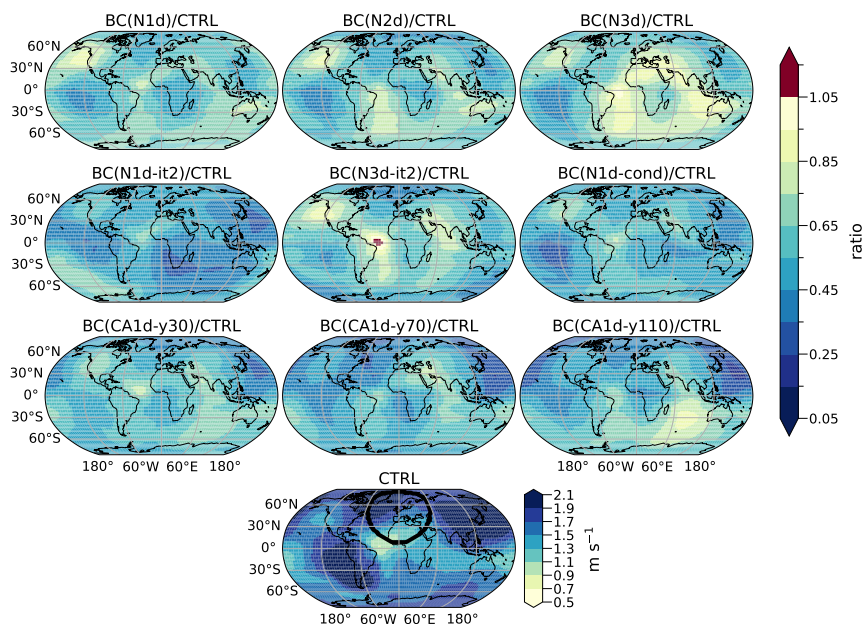 BC(N1d)/CTRL BC(N2d)/CTRL BC(N3d)/CTRL
60°N
30°N
0°
30°S
60°S
BC(N1d-it2)/CTRL BC(N3d-it2)/CTRL BC(N1d-cond)/CTRL
60°N
30°N
0°
30°S
60°S
BC(CA1d-y30)/CTRL BC(CA1d-y70)/CTRL BC(CA1d-y110)/CTRL
60°N
30°N
0°
30°S
60°S
180° 60°W 60°E 180° 180° 60°W 60°E 180° 180° 60°W 60°E 180°
1.05
0.85
0.65
0.45
0.25
0.05
ratio
CTRL
60°N
30°N
0°
30°S
60°S
180° 60°W 60°E 180°
2.1
1.9
1.7
1.5
1.3
1.1
0.9
0.7
0.5
m s⁻¹